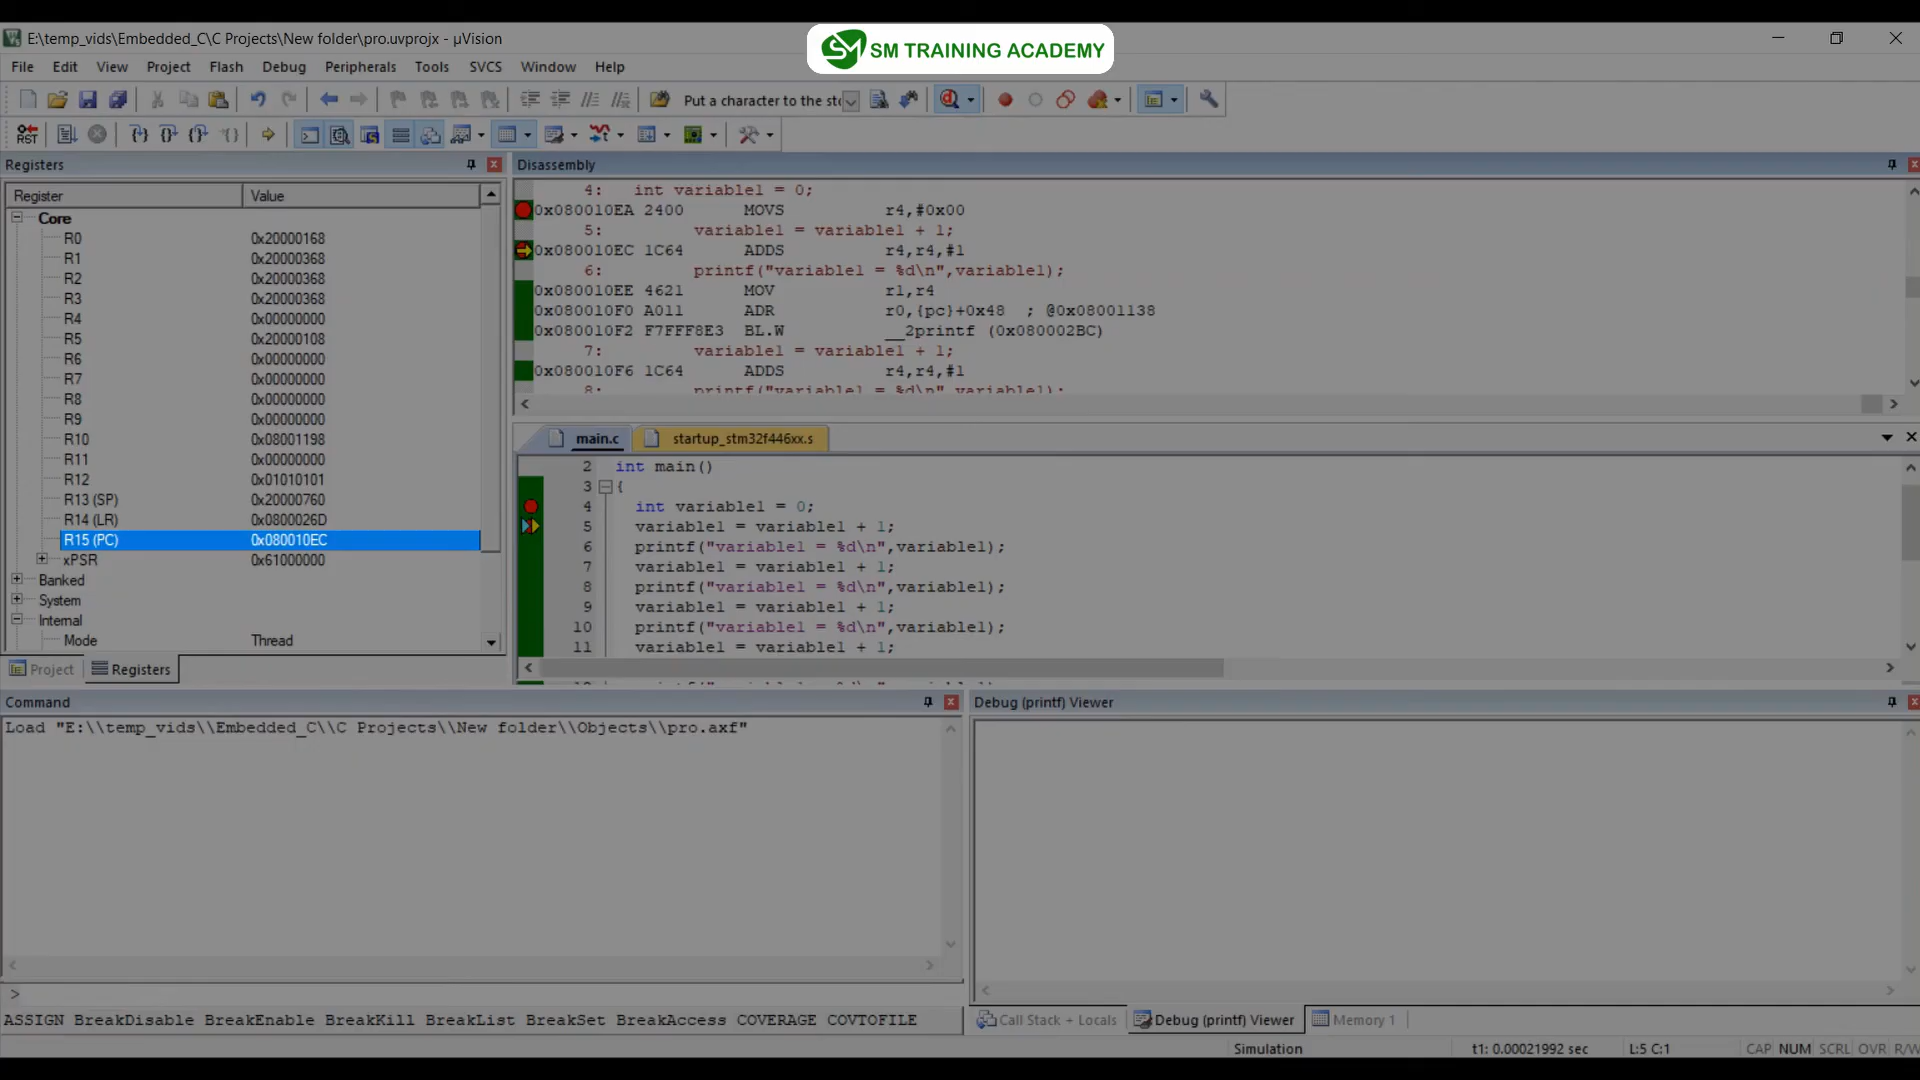 E:\temp_vids\Embedded_C\C Projects\New folder\pro.uvprojx - µVision
SM TRAINING ACADEMY
File Edit View Project Flash Debug Peripherals Tools SVCS Window Help
Put a character to the st
RST
Registers
Register Value
Core
R0 0x20000168
R1 0x20000368
R2 0x20000368
R3 0x20000368
R4 0x00000000
R5 0x20000108
R6 0x00000000
R7 0x00000000
R8 0x00000000
R9 0x00000000
R10 0x08001198
R11 0x00000000
R12 0x01010101
R13 (SP) 0x20000760
R14 (LR) 0x0800026D
R15 (PC) 0x080010EC
xPSR 0x61000000
Banked
System
Internal
Mode Thread
Project Registers
Disassembly
4: int variable1 = 0;
0x080010EA 2400 MOVS r4,#0x00
5: variable1 = variable1 + 1;
0x080010EC 1C64 ADDS r4,r4,#1
6: printf("variable1 = %d\n",variable1);
0x080010EE 4621 MOV r1,r4
0x080010F0 A011 ADR r0,{pc}+0x48 ; @0x08001138
0x080010F2 F7FFF8E3 BL.W __2printf (0x080002BC)
7: variable1 = variable1 + 1;
0x080010F6 1C64 ADDS r4,r4,#1
8: printf("variable1 = %d\n",variable1);
main.c startup_stm32f446xx.s
2 int main()
3 {
4 int variable1 = 0;
5 variable1 = variable1 + 1;
6 printf("variable1 = %d\n",variable1);
7 variable1 = variable1 + 1;
8 printf("variable1 = %d\n",variable1);
9 variable1 = variable1 + 1;
10 printf("variable1 = %d\n",variable1);
11 variable1 = variable1 + 1;
Command
Load "E:\\temp_vids\\Embedded_C\\C Projects\\New folder\\Objects\\pro.axf"
>
ASSIGN BreakDisable BreakEnable BreakKill BreakList BreakSet BreakAccess COVERAGE COVTOFILE
Debug (printf) Viewer
Call Stack + Locals Debug (printf) Viewer Memory 1
Simulation t1: 0.00021992 sec L:5 C:1 CAP NUM SCRL OVR R/W